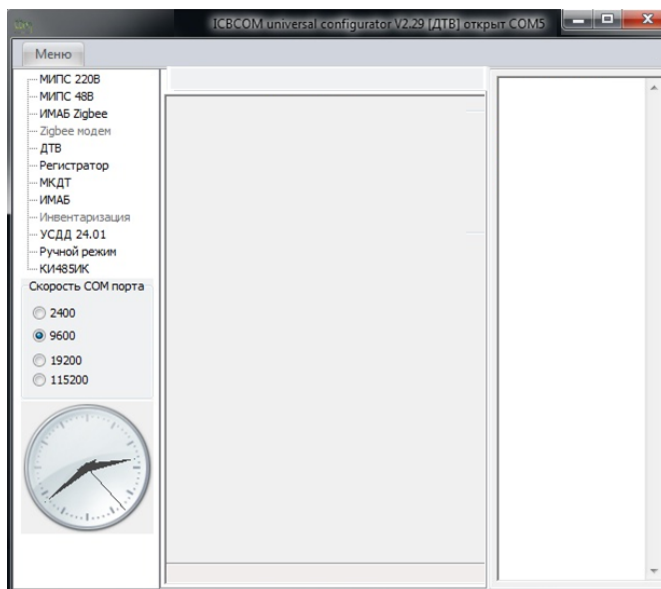 ICBCOM universal configurator V2.29 [ДТВ] открыт COM5
Меню
МИПС 220В
МИПС 48В
ИМАБ Zigbee
Zigbee модем
ДТВ
Регистратор
МКДТ
ИМАБ
Инвентаризация
УСДД 24.01
Ручной режим
КИ485ИК
Скорость COM порта
2400
9600
19200
115200